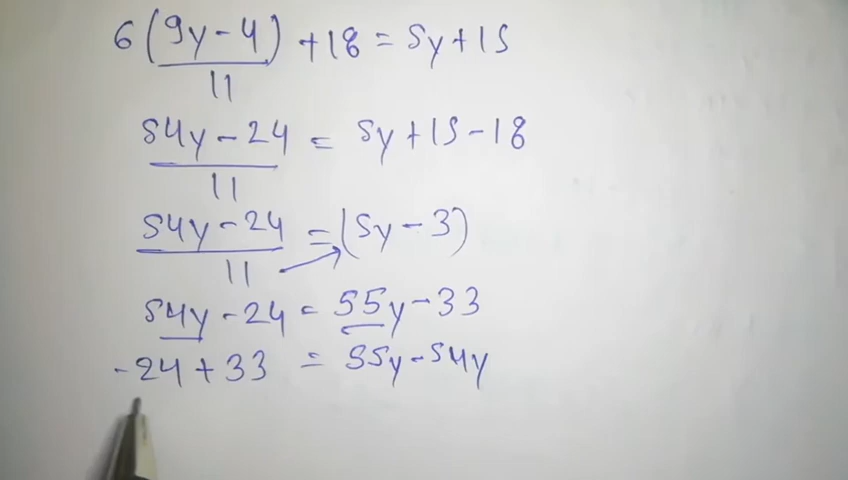 6(9y-4)/11 + 18 = 5y+15
54y-24/11 = 5y+15-18
54y-24/11 = (5y-3)
54y-24 = 55y-33
-24+33 = 55y-54y